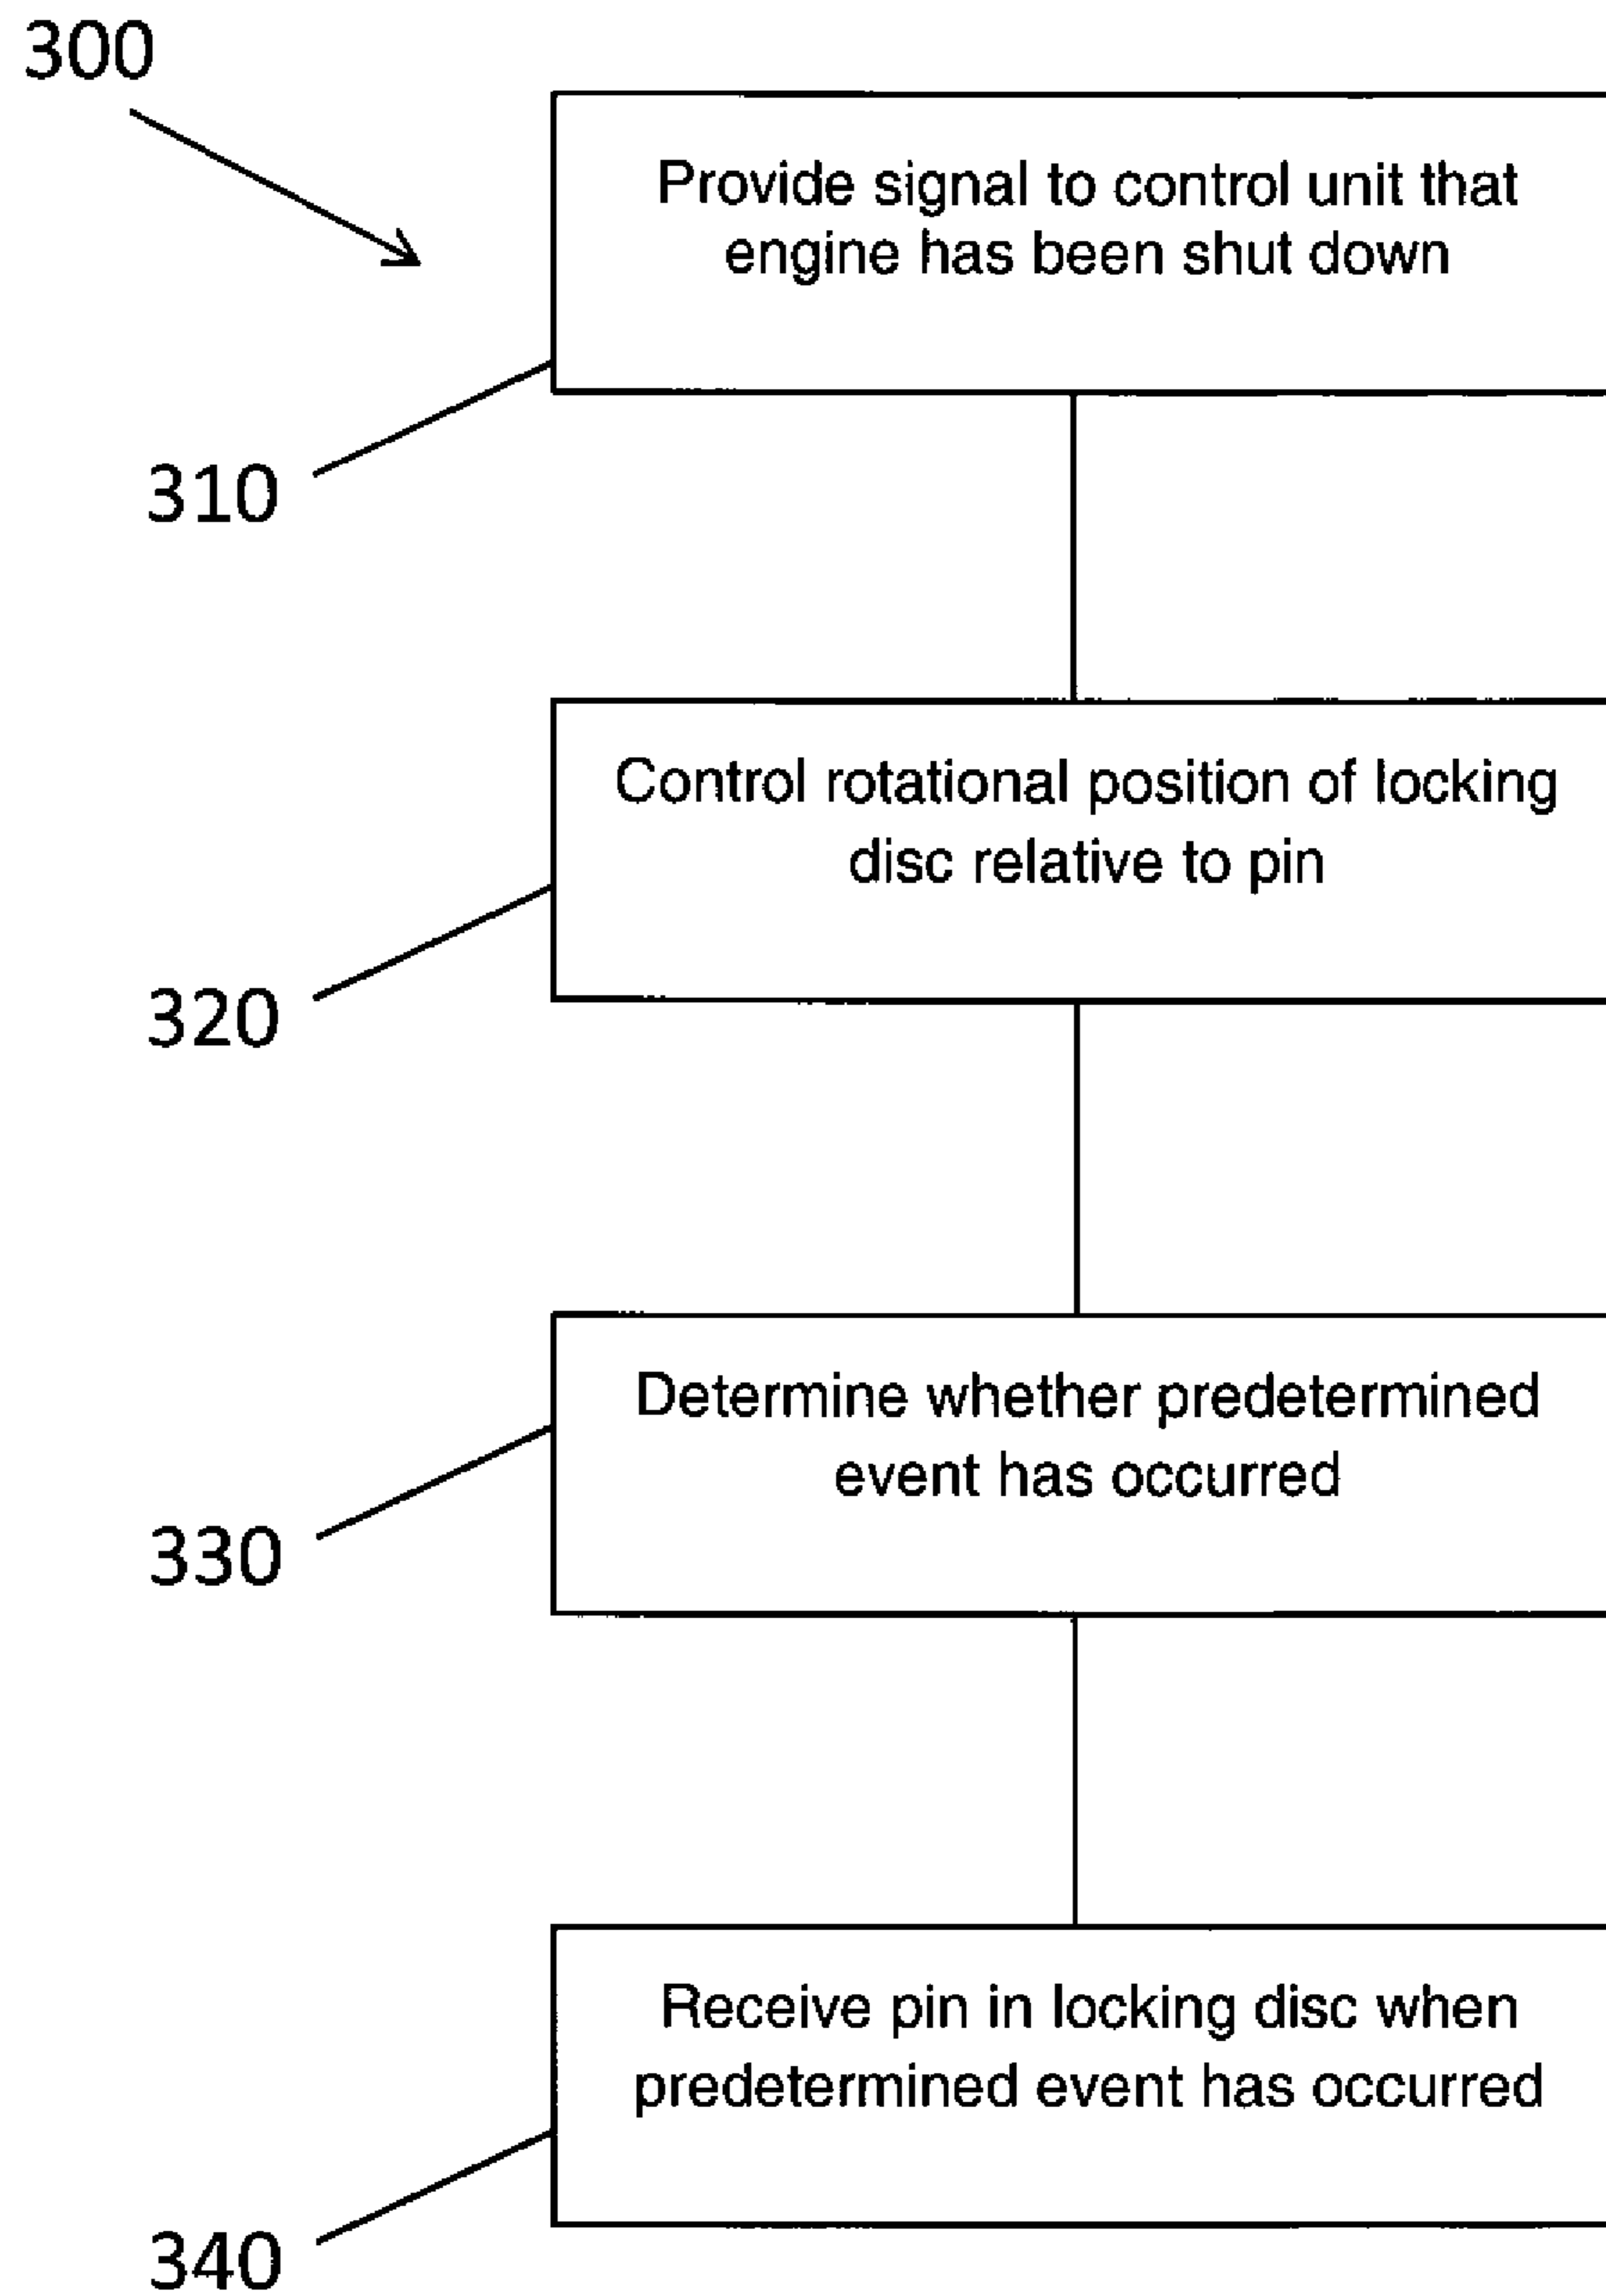 300
Provide signal to control unit that
engine has been shut down
310
Control rotational position of locking
disc relative to pin
320
Determine whether predetermined
event has occurred
330
Receive pin in locking disc when
predetermined event has occurred
340